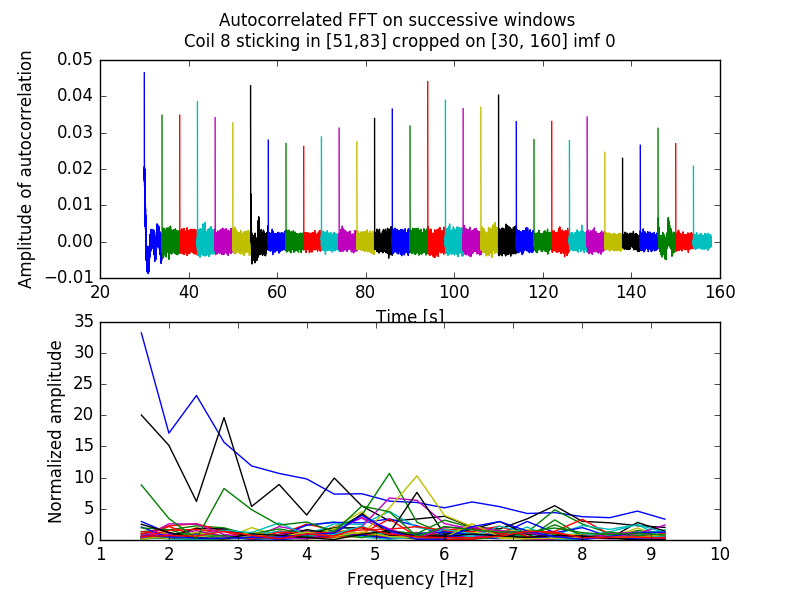 Autocorrelated FFT on successive windows
Coil 8 sticking in [51,83] cropped on [30, 160] imf 0
Amplitude of autocorrelation
0.05
0.04
0.03
0.02
0.01
0.00
−0.01
20 40 60 80 100 120 140 160
Time [s]
Normalized amplitude
35
30
25
20
15
10
5
0
1 2 3 4 5 6 7 8 9 10
Frequency [Hz]